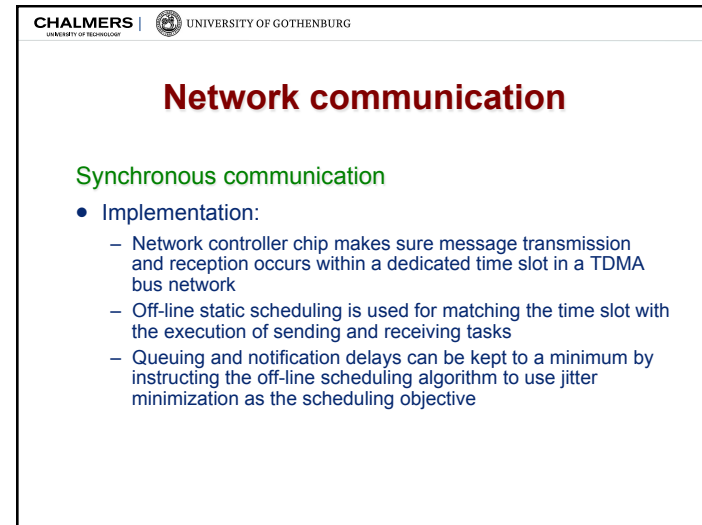 CHALMERS | UNIVERSITY OF GOTHENBURG
UNIVERSITY OF TECHNOLOGY
Network communication
Synchronous communication
• Implementation:
– Network controller chip makes sure message transmission
and reception occurs within a dedicated time slot in a TDMA
bus network
– Off-line static scheduling is used for matching the time slot with
the execution of sending and receiving tasks
– Queuing and notification delays can be kept to a minimum by
instructing the off-line scheduling algorithm to use jitter
minimization as the scheduling objective